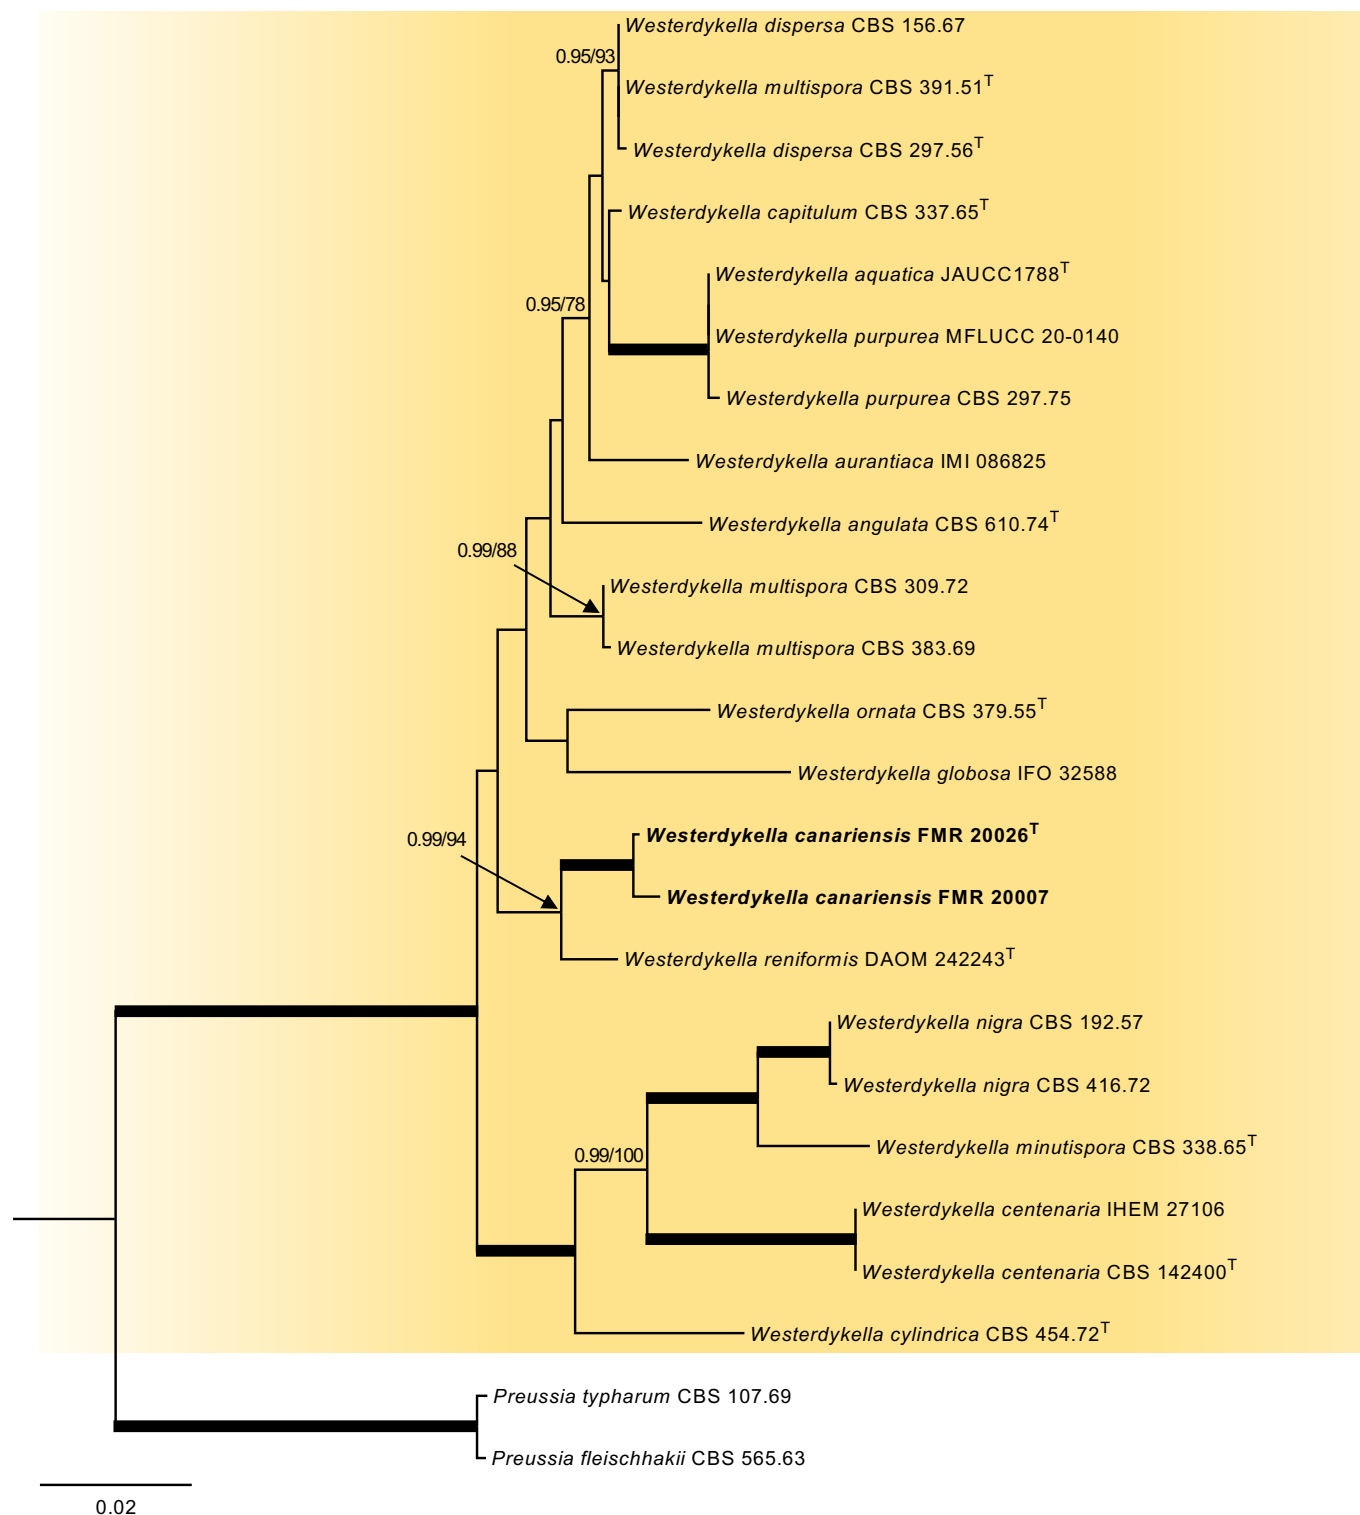 Westerdykella dispersa CBS 156.67
0.95/93
Westerdykella multispora CBS 391.51T
Westerdykella dispersa CBS 297.56T
Westerdykella capitulum CBS 337.65T
Westerdykella aquatica JAUCC1788T
0.95/78
Westerdykella purpurea MFLUCC 20-0140
Westerdykella purpurea CBS 297.75
Westerdykella aurantiaca IMI 086825
Westerdykella angulata CBS 610.74T
0.99/88
Westerdykella multispora CBS 309.72
Westerdykella multispora CBS 383.69
Westerdykella ornata CBS 379.55T
Westerdykella globosa IFO 32588
Westerdykella canariensis FMR 20026T
0.99/94
Westerdykella canariensis FMR 20007
Westerdykella reniformis DAOM 242243T
Westerdykella nigra CBS 192.57
Westerdykella nigra CBS 416.72
Westerdykella minutispora CBS 338.65T
0.99/100
Westerdykella centenaria IHEM 27106
Westerdykella centenaria CBS 142400T
Westerdykella cylindrica CBS 454.72T
Preussia typharum CBS 107.69
Preussia fleischhakii CBS 565.63
0.02